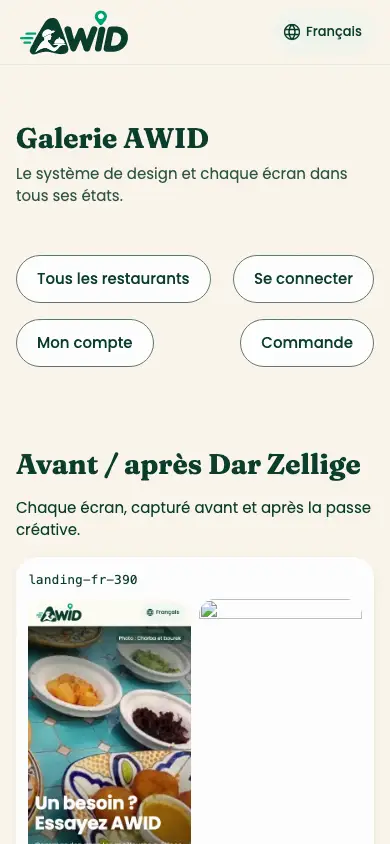 AWiD
Français
Galerie AWID
Le système de design et chaque écran dans
tous ses états.
Tous les restaurants
Se connecter
Mon compte
Commande
Avant / après Dar Zellige
Chaque écran, capturé avant et après la passe
créative.
landing-fr-390
AWiD
Français
Photo : Chorba et bourek
Un besoin ?
Essayez AWID